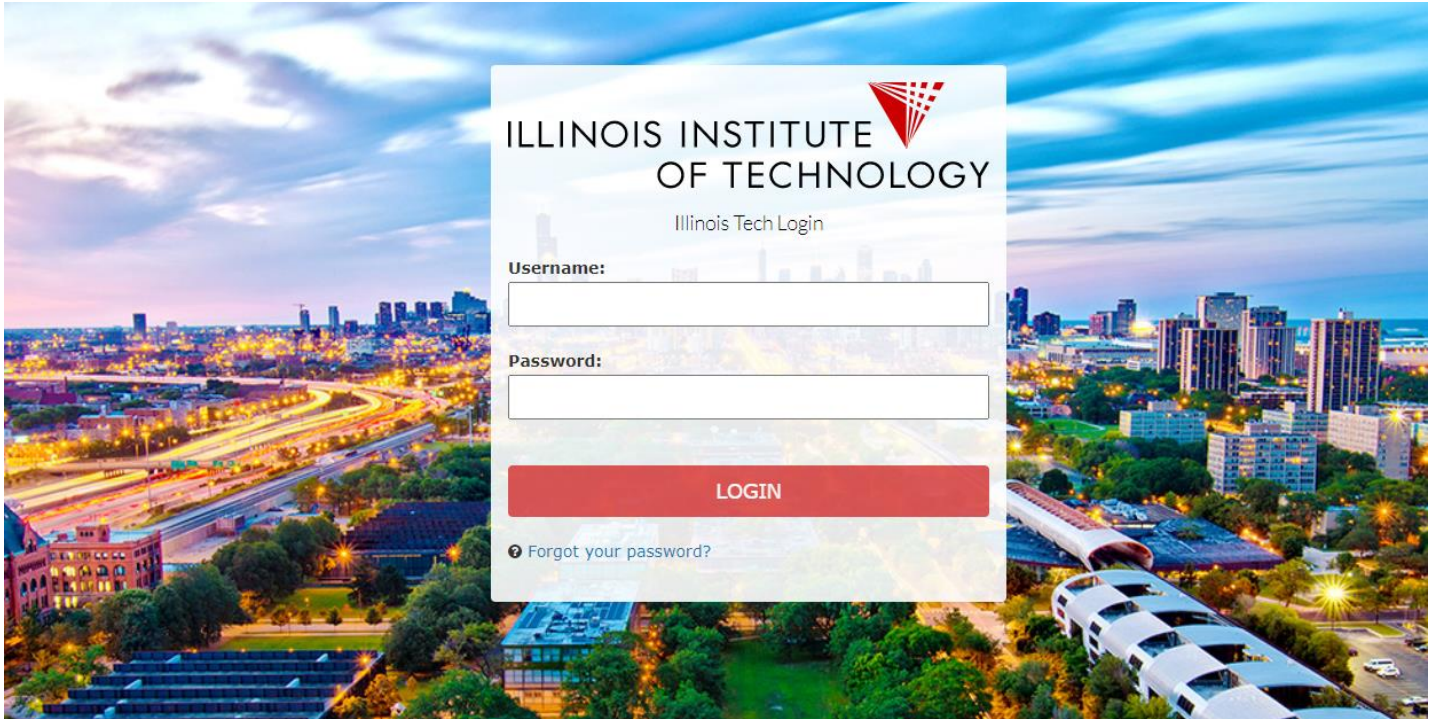 ILLINOIS INSTITUTE
OF TECHNOLOGY
Illinois Tech Login
Username:
Password:
LOGIN
Forgot your password?